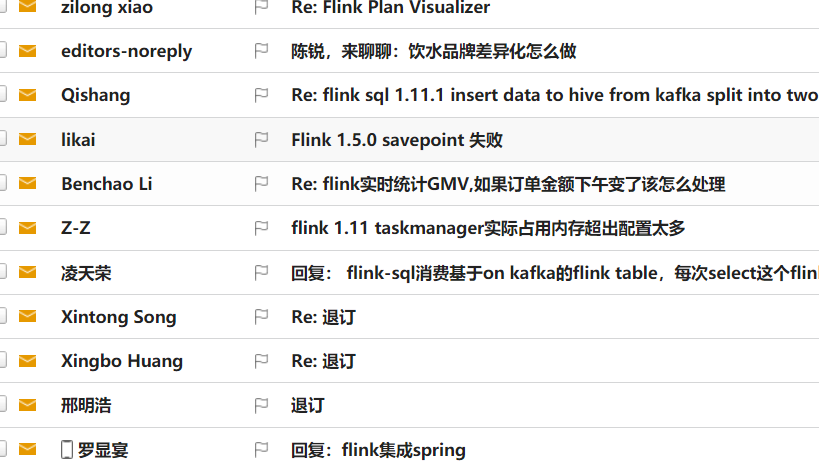 zilong xiao Re: Flink Plan Visualizer
editors-noreply 陈锐，来聊聊：饮水品牌差异化怎么做
Qishang Re: flink sql 1.11.1 insert data to hive from kafka split into two
likai Flink 1.5.0 savepoint 失败
Benchao Li Re: flink实时统计GMV,如果订单金额下午变了该怎么处理
Z-Z flink 1.11 taskmanager实际占用内存超出配置太多
凌天荣 回复： flink-sql消费基于on kafka的flink table，每次select这个flin
Xintong Song Re: 退订
Xingbo Huang Re: 退订
邢明浩 退订
罗显宴 回复：flink集成spring